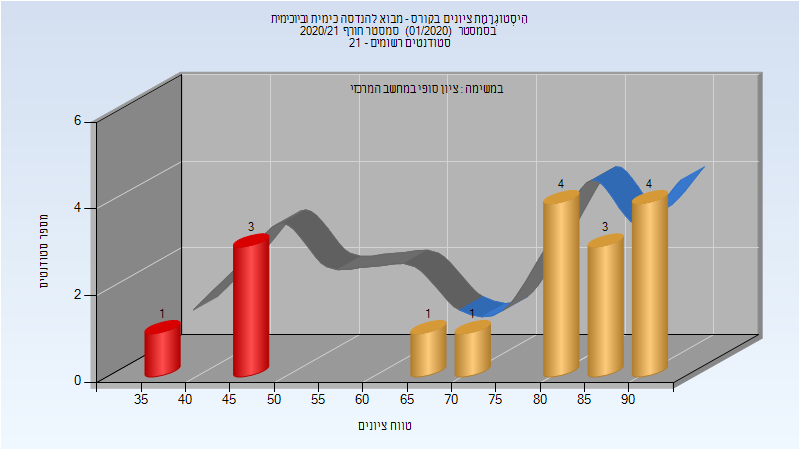 היסטוגרמת ציונים בקורס - מבוא להנדסה כימית וביוכימית
בסמסטר (01/2020) סמסטר חורף 2020/21
סטודנטים רשומים - 21
במשימה : ציון סופי במחשב המרכזי
מספר סטודנטים
6
4
2
0
1
3
1
1
4
3
4
35 40 45 50 55 60 65 70 75 80 85 90
טווח ציונים